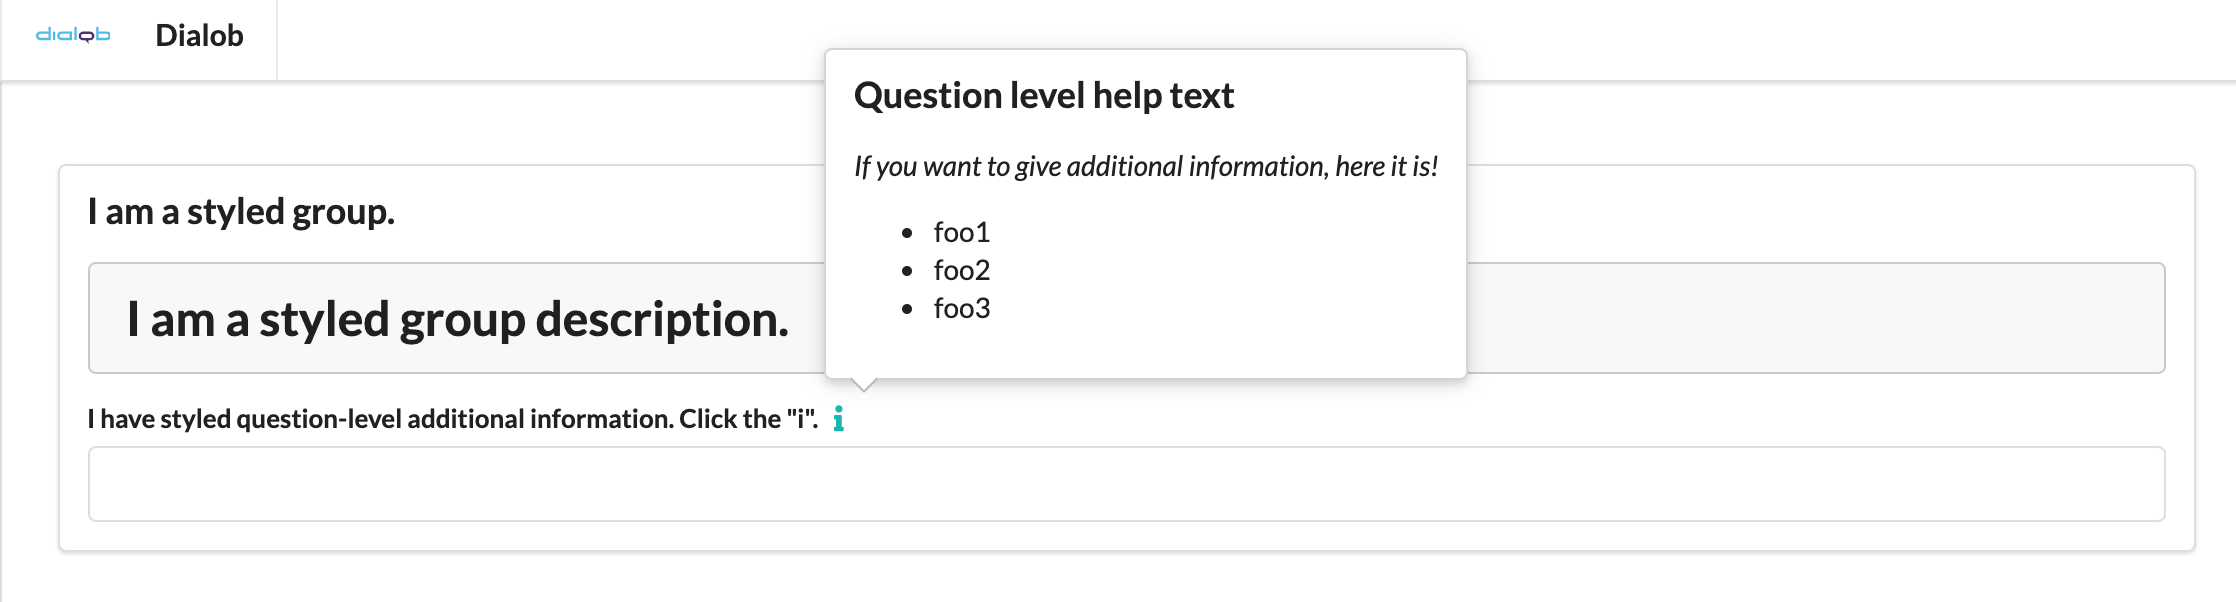 dialob
Dialob
Question level help text
If you want to give additional information, here it is!
• foo1
• foo2
• foo3
I am a styled group.
I am a styled group description.
I have styled question-level additional information. Click the "i". i